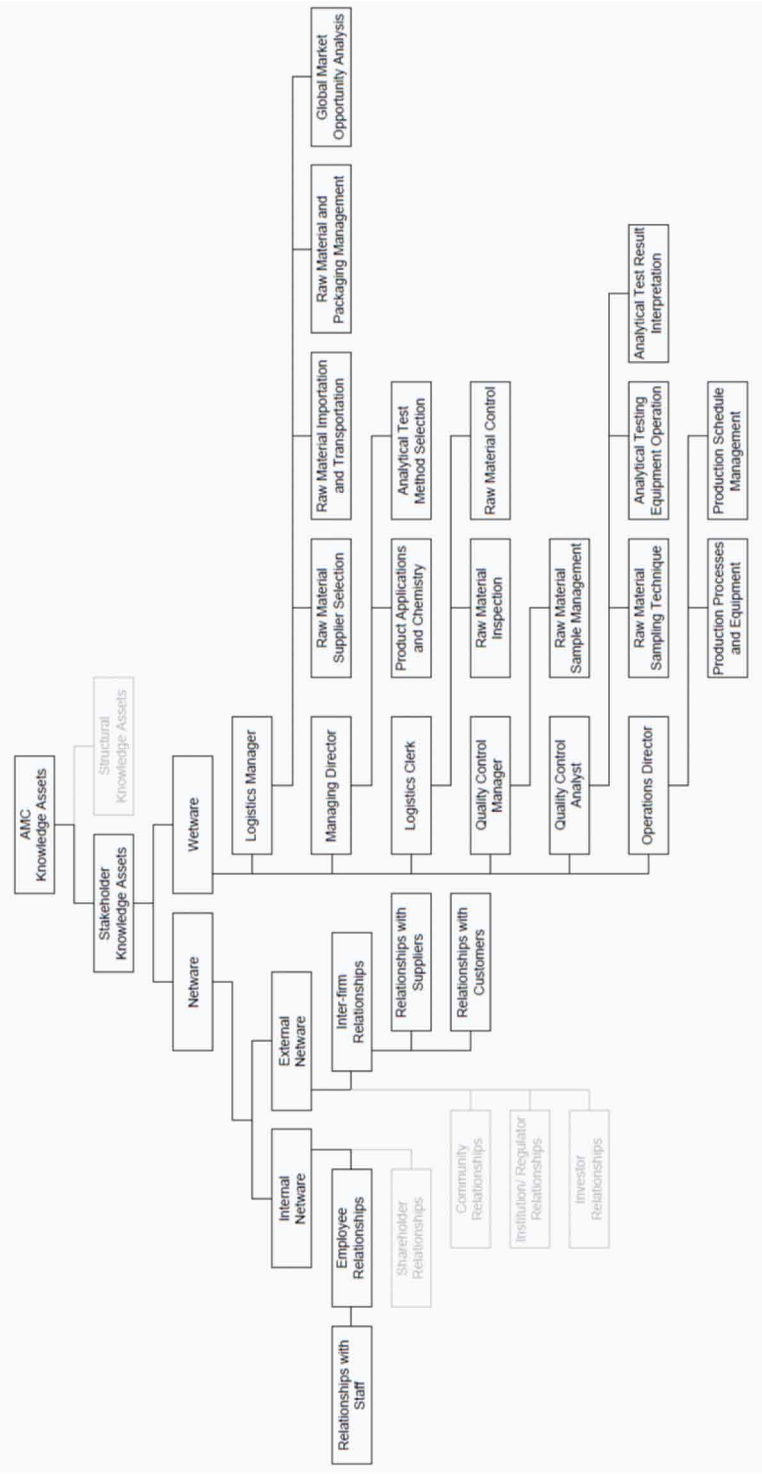 AMC
Knowledge Assets
Stakeholder
Knowledge Assets
Structural
Knowledge Assets
Netware
Wetware
Internal
Netware
External
Netware
Relationships with
Staff
Employee
Relationships
Shareholder
Relationships
Inter-firm
Relationships
Relationships with
Suppliers
Relationships with
Customers
Community
Relationships
Institution/ Regulator
Relationships
Investor
Relationships
Logistics Manager
Raw Material
Supplier Selection
Raw Material Importation
and Transportation
Raw Material and
Packaging Management
Global Market
Opportunity Analysis
Managing Director
Product Applications
and Chemistry
Analytical Test
Method Selection
Logistics Clerk
Raw Material
Inspection
Raw Material Control
Quality Control
Manager
Raw Material
Sample Management
Quality Control
Analyst
Raw Material
Sampling Technique
Analytical Testing
Equipment Operation
Analytical Test Result
Interpretation
Operations Director
Production Processes
and Equipment
Production Schedule
Management